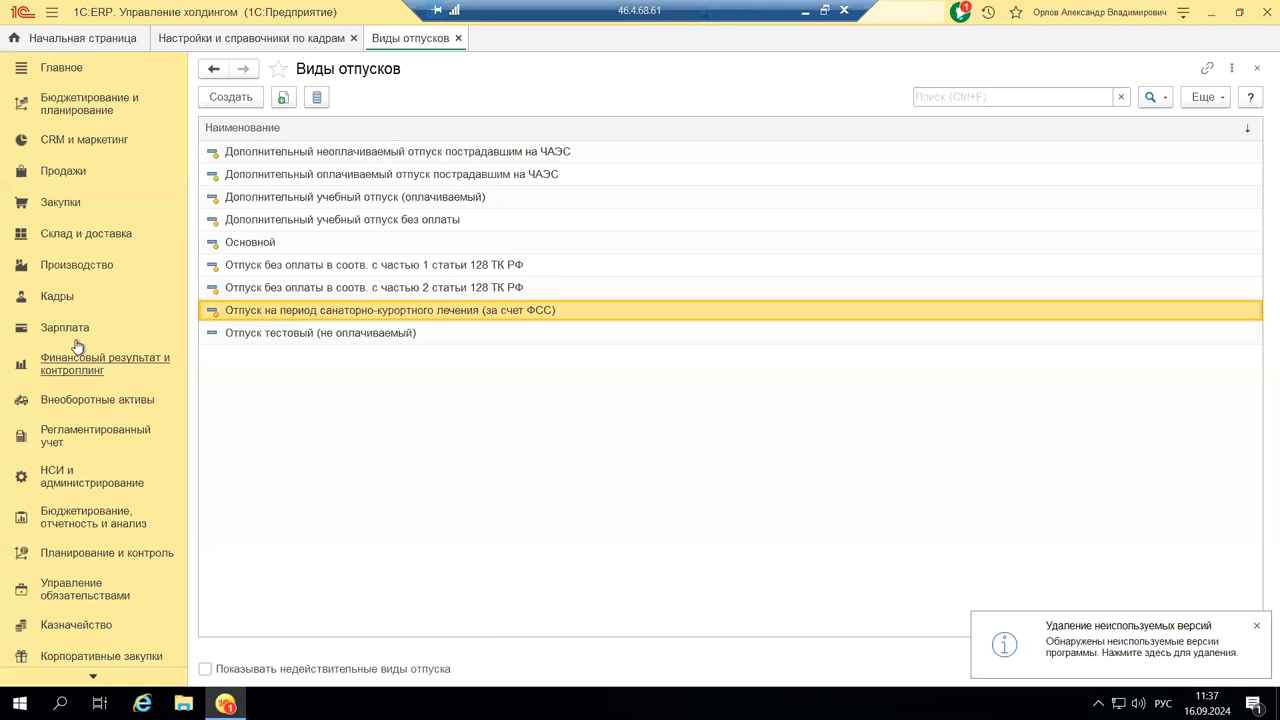 1С:ERP. Управление холдингом (1С:Предприятие)
46.4.68.61
1
Орлов Александр Владимирович
Начальная страница
Настройки и справочники по кадрам
Виды отпусков
Главное
Бюджетирование и
планирование
CRM и маркетинг
Продажи
Закупки
Склад и доставка
Производство
Кадры
Зарплата
Финансовый результат и
контроллинг
Внеоборотные активы
Регламентированный
учет
НСИ и
администрирование
Бюджетирование,
отчетность и анализ
Планирование и контроль
Управление
обязательствами
Казначейство
Корпоративные закупки
Виды отпусков
Создать
Поиск (Ctrl+F)
Еще
?
Наименование
Дополнительный неоплачиваемый отпуск пострадавшим на ЧАЭС
Дополнительный оплачиваемый отпуск пострадавшим на ЧАЭС
Дополнительный учебный отпуск (оплачиваемый)
Дополнительный учебный отпуск без оплаты
Основной
Отпуск без оплаты в соотв. с частью 1 статьи 128 ТК РФ
Отпуск без оплаты в соотв. с частью 2 статьи 128 ТК РФ
Отпуск на период санаторно-курортного лечения (за счет ФСС)
Отпуск тестовый (не оплачиваемый)
Показывать недействительные виды отпуска
Удаление неиспользуемых версий
Обнаружены неиспользуемые версии
программы. Нажмите здесь для удаления.
РУС
11:37
16.09.2024
1